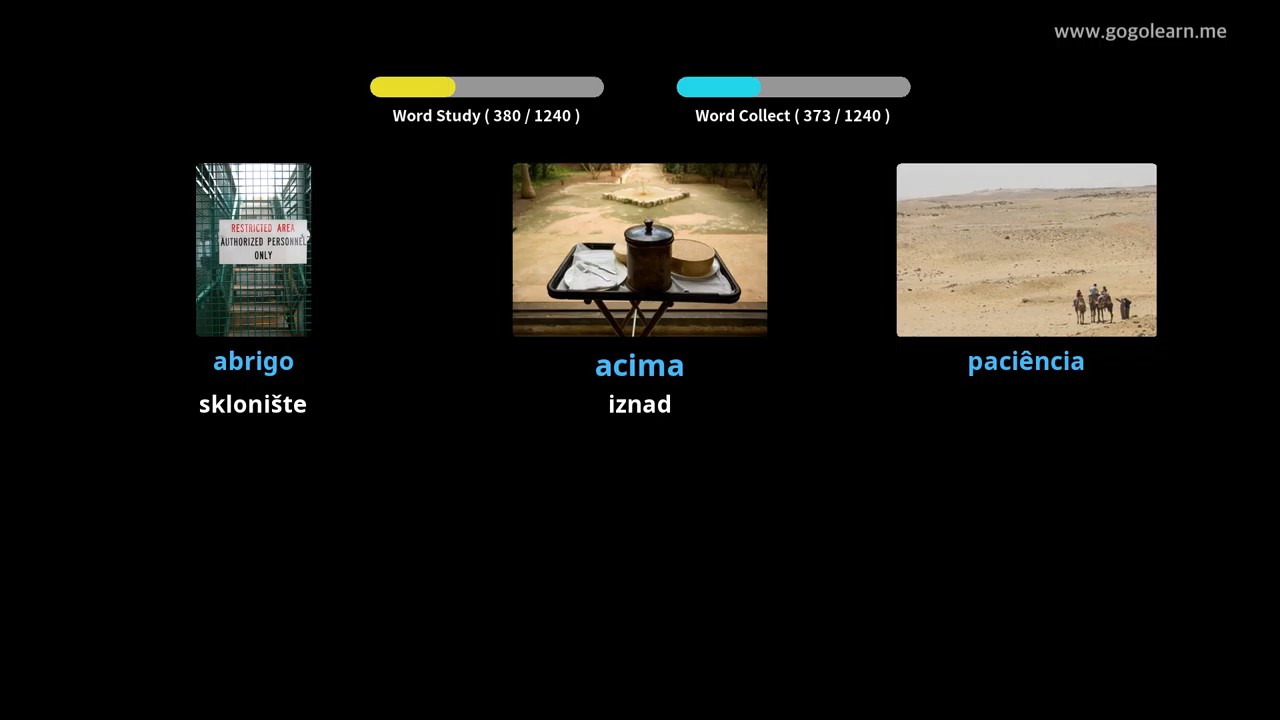 www.gogolearn.me
Word Study ( 380 / 1240 )
Word Collect ( 373 / 1240 )
RESTRICTED AREA
AUTHORIZED PERSONNEL
ONLY
abrigo
sklonište
acima
iznad
paciência